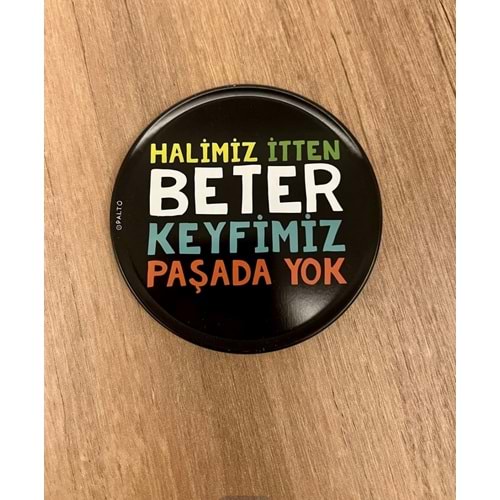 HALİMİZ İTTEN
BETER
KEYFİMİZ
PAŞADA YOK
@PALTO